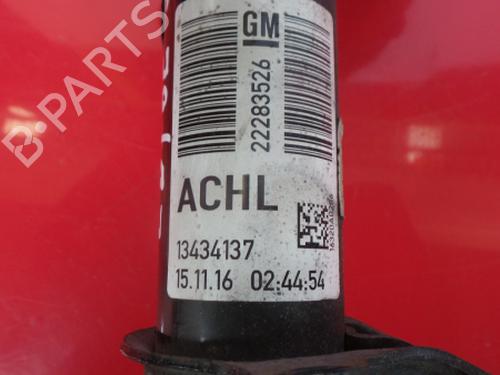 GM
22283526
ACHL
13434137
15.11.16 02:44:54
B-PARTS